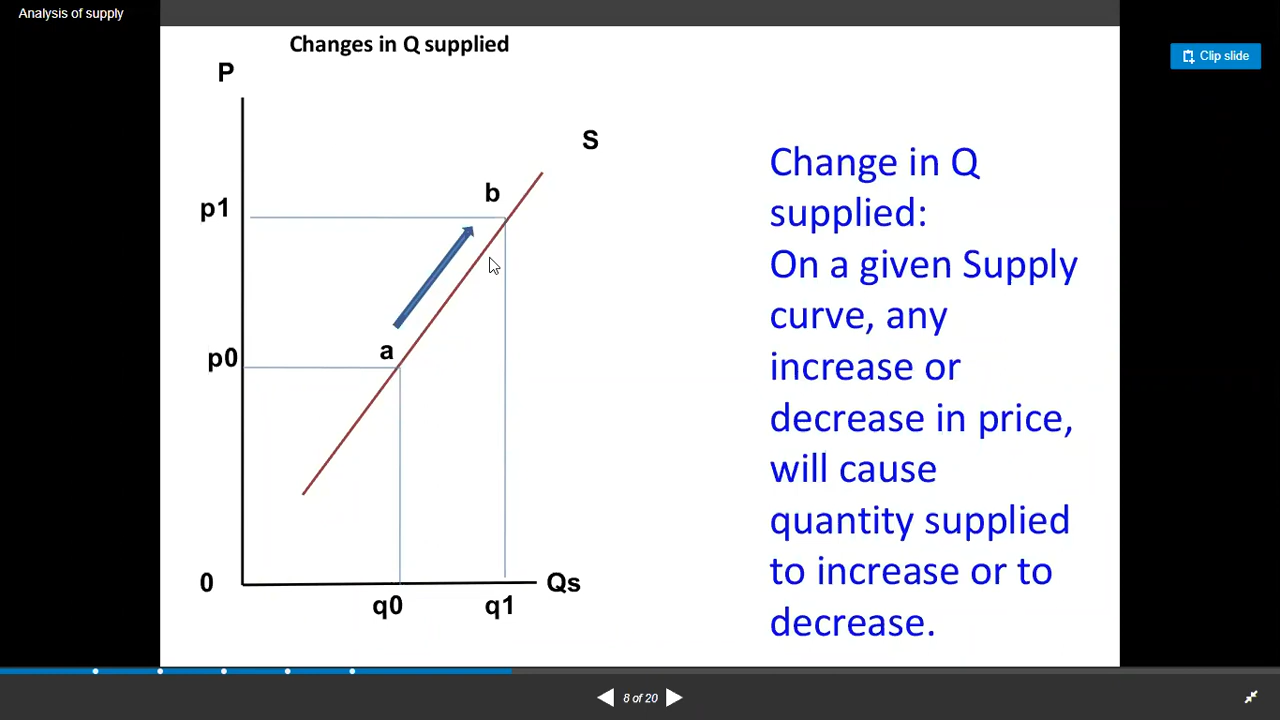 Analysis of supply
Clip slide
Changes in Q supplied
P
S
b
p1
a
p0
0
Qs
q0
q1
Change in Q
supplied:
On a given Supply
curve, any
increase or
decrease in price,
will cause
quantity supplied
to increase or to
decrease.
8 of 20